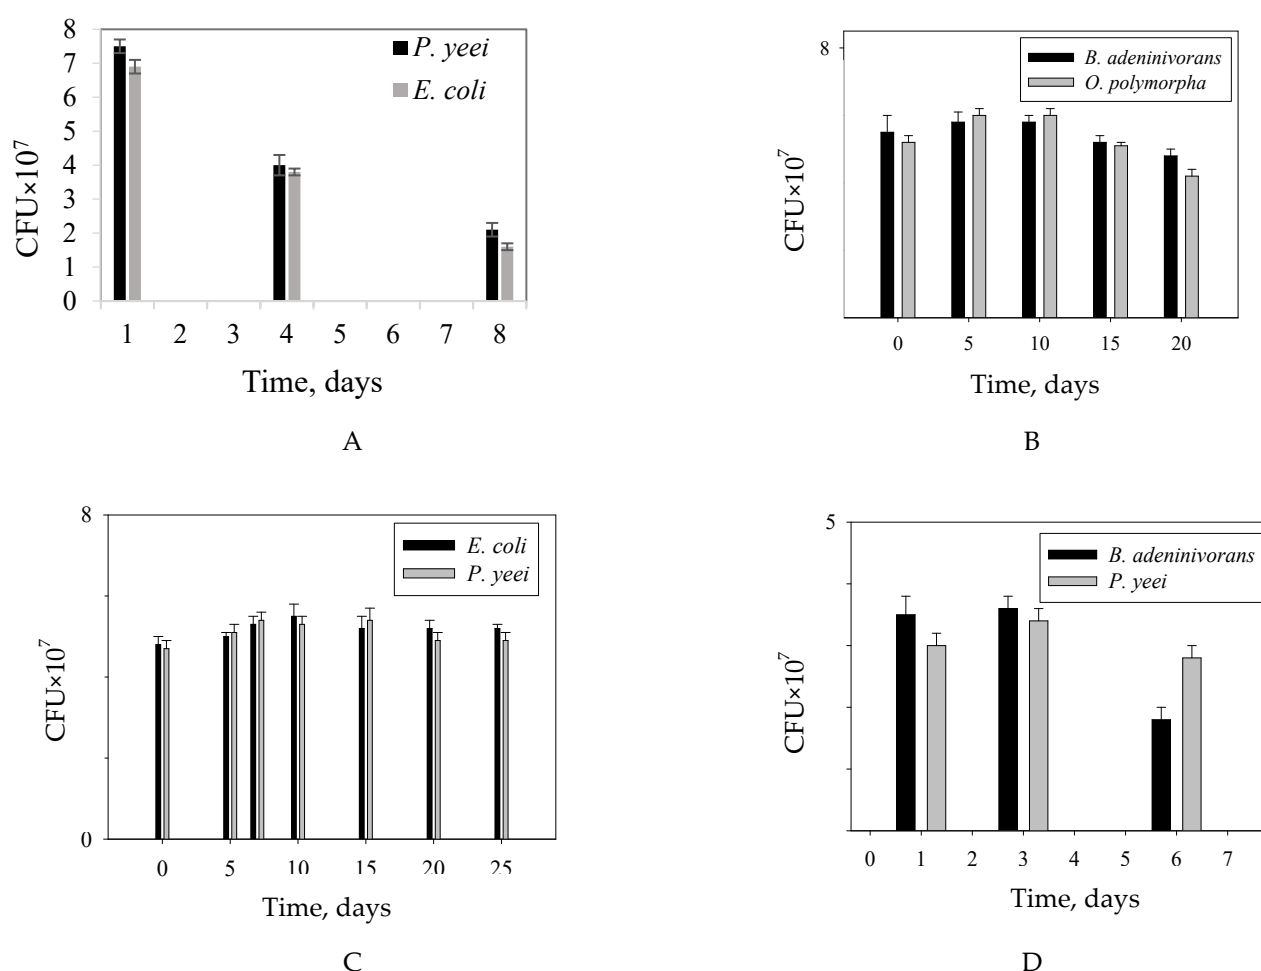 8
7
6
5
4
3
2
1
0
CFU×10⁷
P. yeei
E. coli
1 2 3 4 5 6 7 8
Time, days
A
8
CFU×10⁷
B. adeninivorans
O. polymorpha
0 5 10 15 20
Time, days
B
8
0
CFU×10⁷
E. coli
P. yeei
0 5 10 15 20 25
Time, days
C
5
CFU×10⁷
B. adeninivorans
P. yeei
0 1 2 3 4 5 6 7
Time, days
D